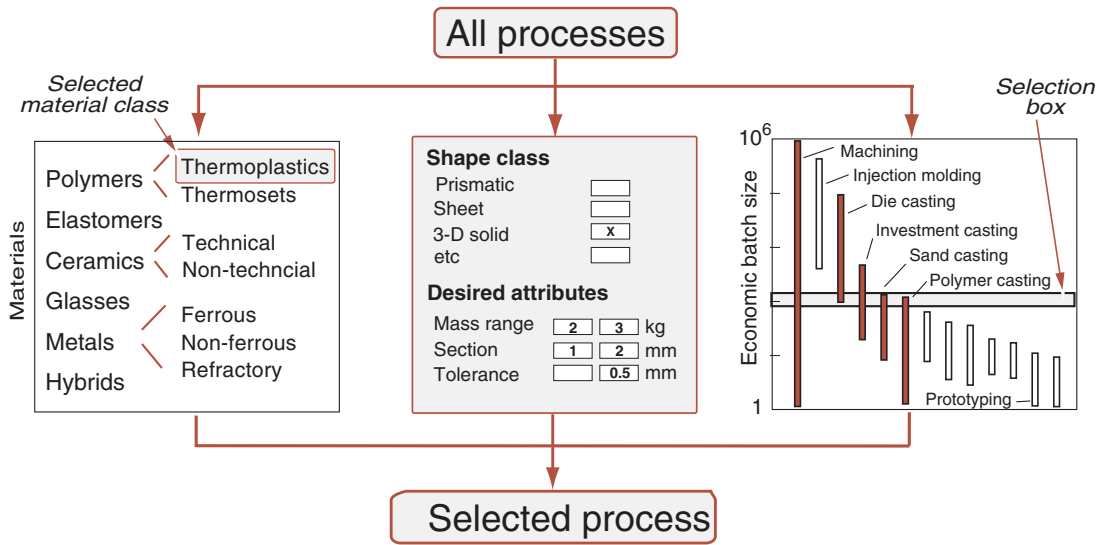 All processes
Selected
material class
Selection
box
Materials
Polymers
Thermoplastics
Thermosets
Elastomers
Ceramics
Technical
Non-techncial
Glasses
Metals
Ferrous
Non-ferrous
Refractory
Hybrids
Shape class
Prismatic
Sheet
3-D solid x
etc
Desired attributes
Mass range 2 3 kg
Section 1 2 mm
Tolerance 0.5 mm
Economic batch size
10⁶
1
Machining
Injection molding
Die casting
Investment casting
Sand casting
Polymer casting
Prototyping
Selected process